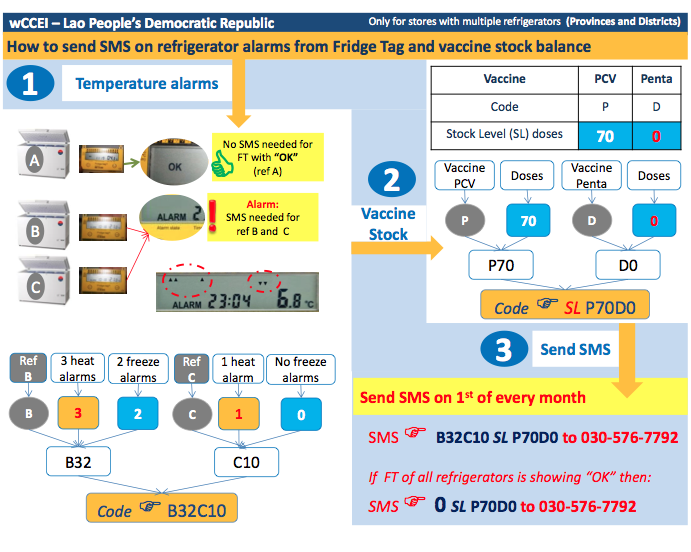 wCCEI – Lao People's Democratic Republic
Only for stores with multiple refrigerators (Provinces and Districts)
How to send SMS on refrigerator alarms from Fridge Tag and vaccine stock balance
1
Temperature alarms
A
OK
No SMS needed for
FT with "OK"
(ref A)
B
ALARM
Alarm:
SMS needed for
ref B and C
C
ALARM 23:04 6.8 °C
Ref
B
3 heat
alarms
2 freeze
alarms
Ref
C
1 heat
alarm
No freeze
alarms
B 3 2 C 1 0
B32 C10
Code B32C10
Vaccine PCV Penta
Code P D
Stock Level (SL) doses 70 0
2
Vaccine
Stock
Vaccine
PCV
Doses
Vaccine
Penta
Doses
P 70 D 0
P70 D0
Code SL P70D0
3
Send SMS
Send SMS on 1st of every month
SMS B32C10 SL P70D0 to 030-576-7792
If FT of all refrigerators is showing "OK" then:
SMS 0 SL P70D0 to 030-576-7792